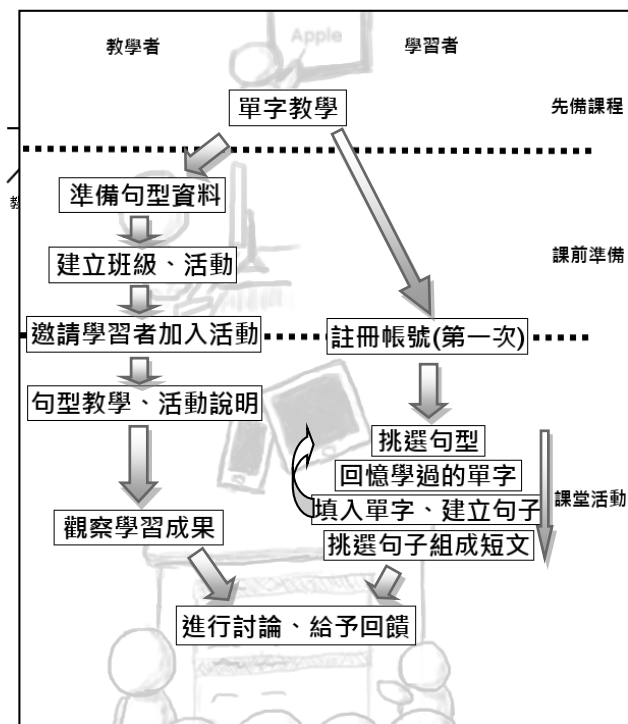 Apple
教學者
學習者
單字教學
先備課程
準備句型資料
建立班級、活動
課前準備
邀請學習者加入活動
註冊帳號(第一次)
句型教學、活動說明
挑選句型
回憶學過的單字
填入單字、建立句子
課堂活動
觀察學習成果
挑選句子組成短文
進行討論、給予回饋